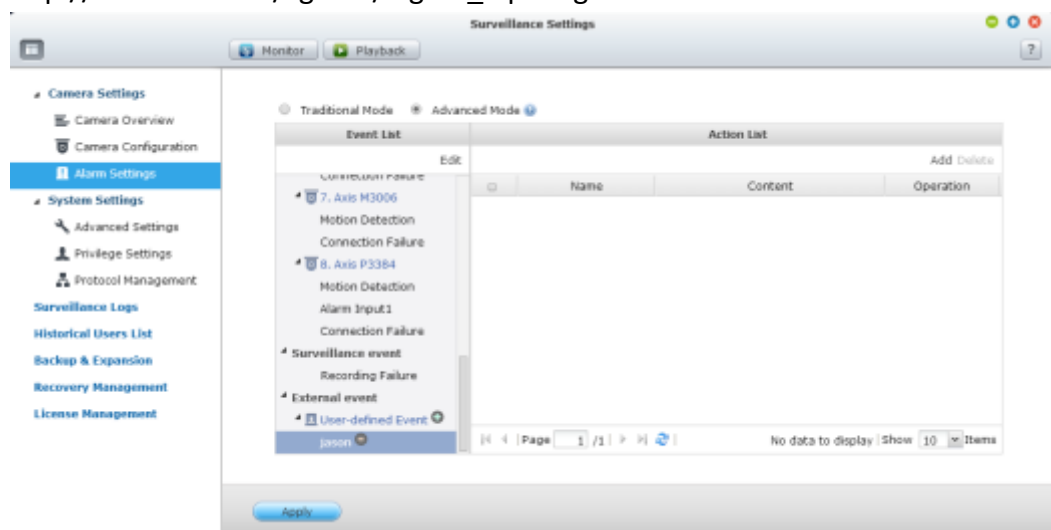 Surveillance Settings
Monitor
Playback
?
Camera Settings
Camera Overview
Camera Configuration
Alarm Settings
System Settings
Advanced Settings
Privilege Settings
Protocol Management
Surveillance Logs
Historical Users List
Backup & Expansion
Recovery Management
License Management
Traditional Mode Advanced Mode
Event List
Edit
Connection Failure
7. Axis M3006
Motion Detection
Connection Failure
8. Axis P3384
Motion Detection
Alarm Input1
Connection Failure
Surveillance event
Recording Failure
External event
User-defined Event
jason
Action List
Add Delete
Name Content Operation
Page 1 /1 No data to display Show 10 Items
Apply